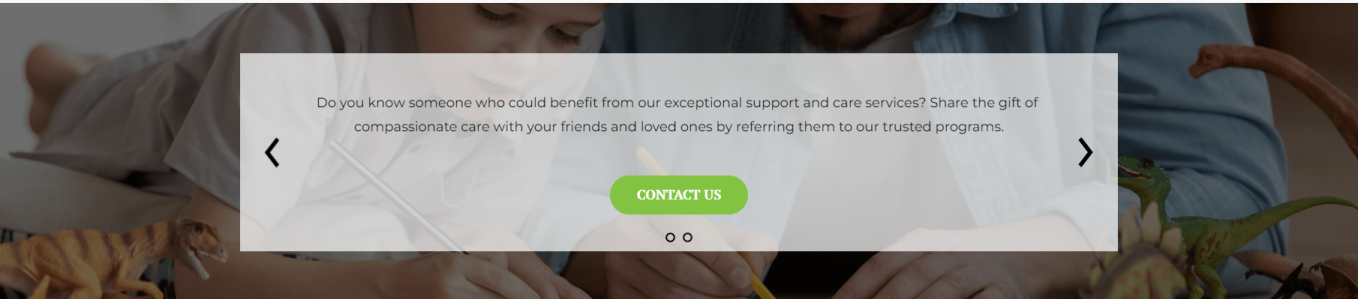 Do you know someone who could benefit from our exceptional support and care services? Share the gift of
compassionate care with your friends and loved ones by referring them to our trusted programs.
CONTACT US